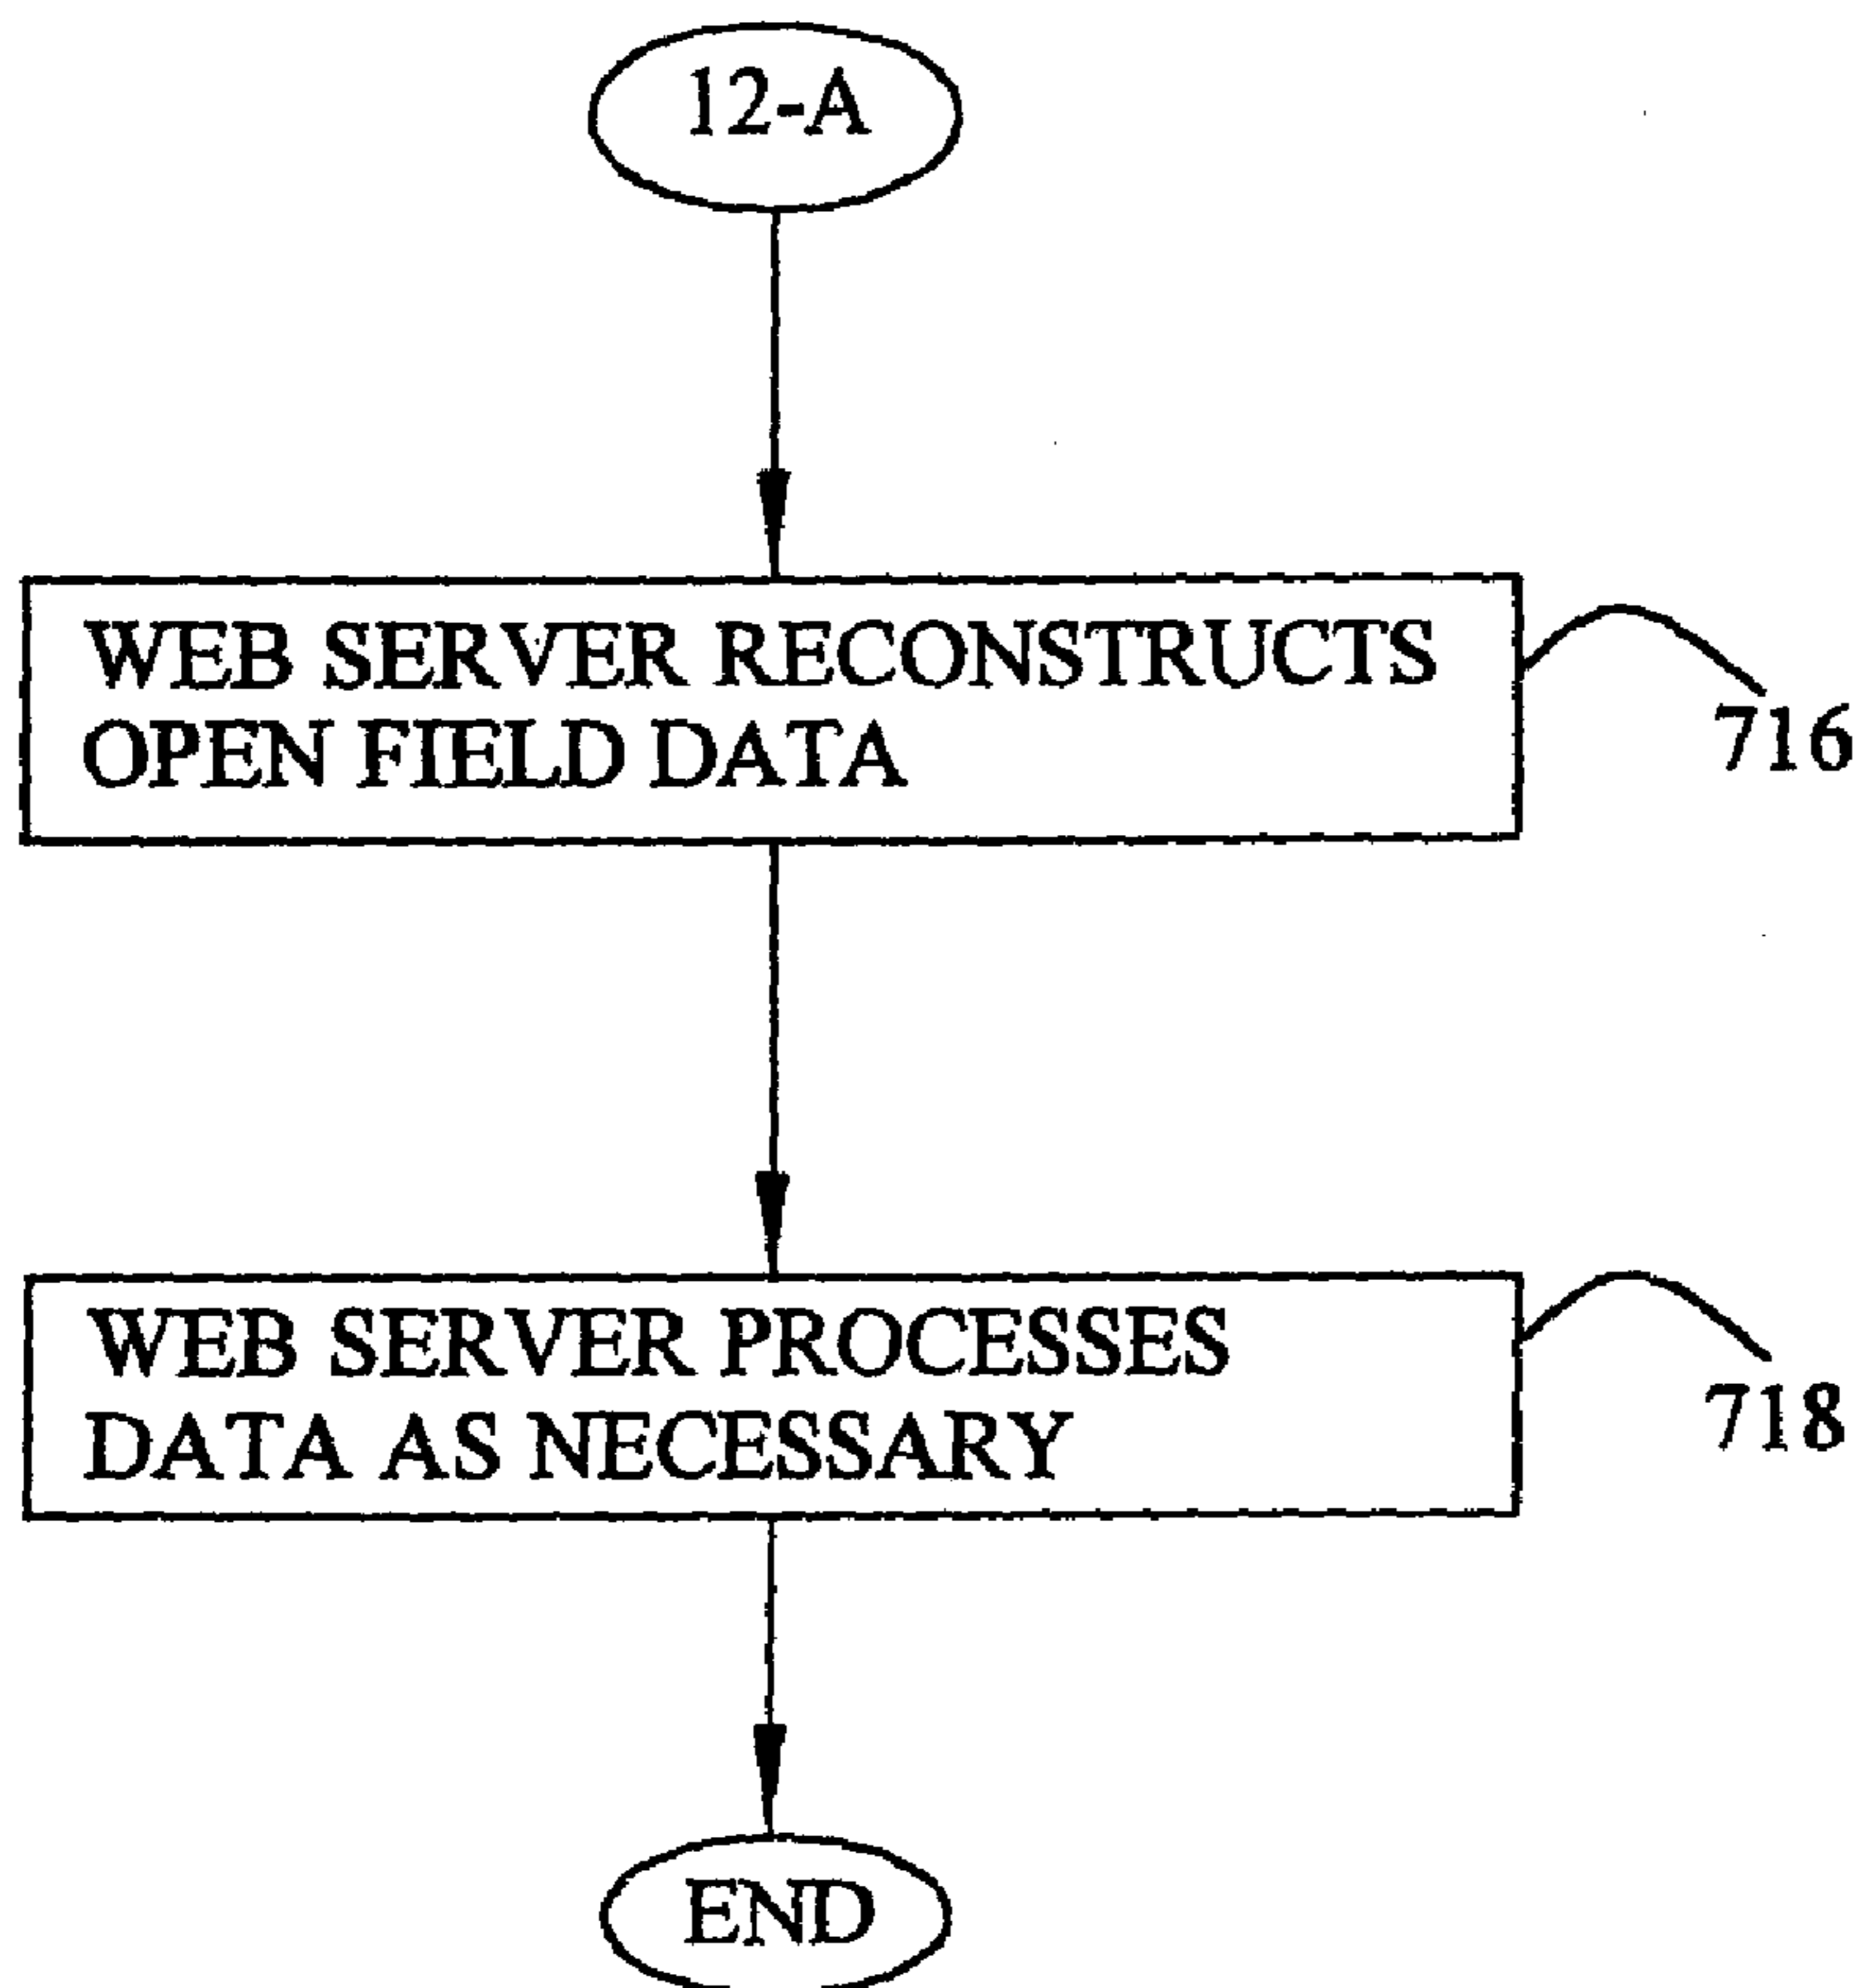 12-A
WEB SERVER RECONSTRUCTS
OPEN FIELD DATA
716
WEB SERVER PROCESSES
DATA AS NECESSARY
718
END